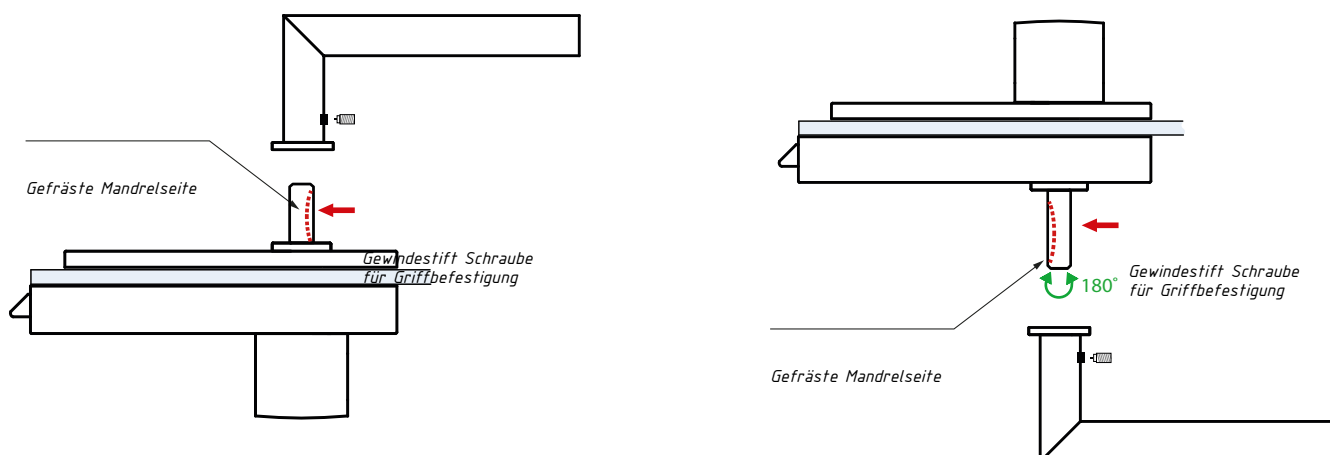 Gefräste Mandrelseite
Gewindestift Schraube
für Griffbefestigung
180°
Gewindestift Schraube
für Griffbefestigung
Gefräste Mandrelseite